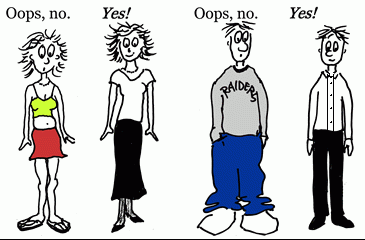 Oops, no.
Yes!
Oops, no.
Yes!
RAIDERS